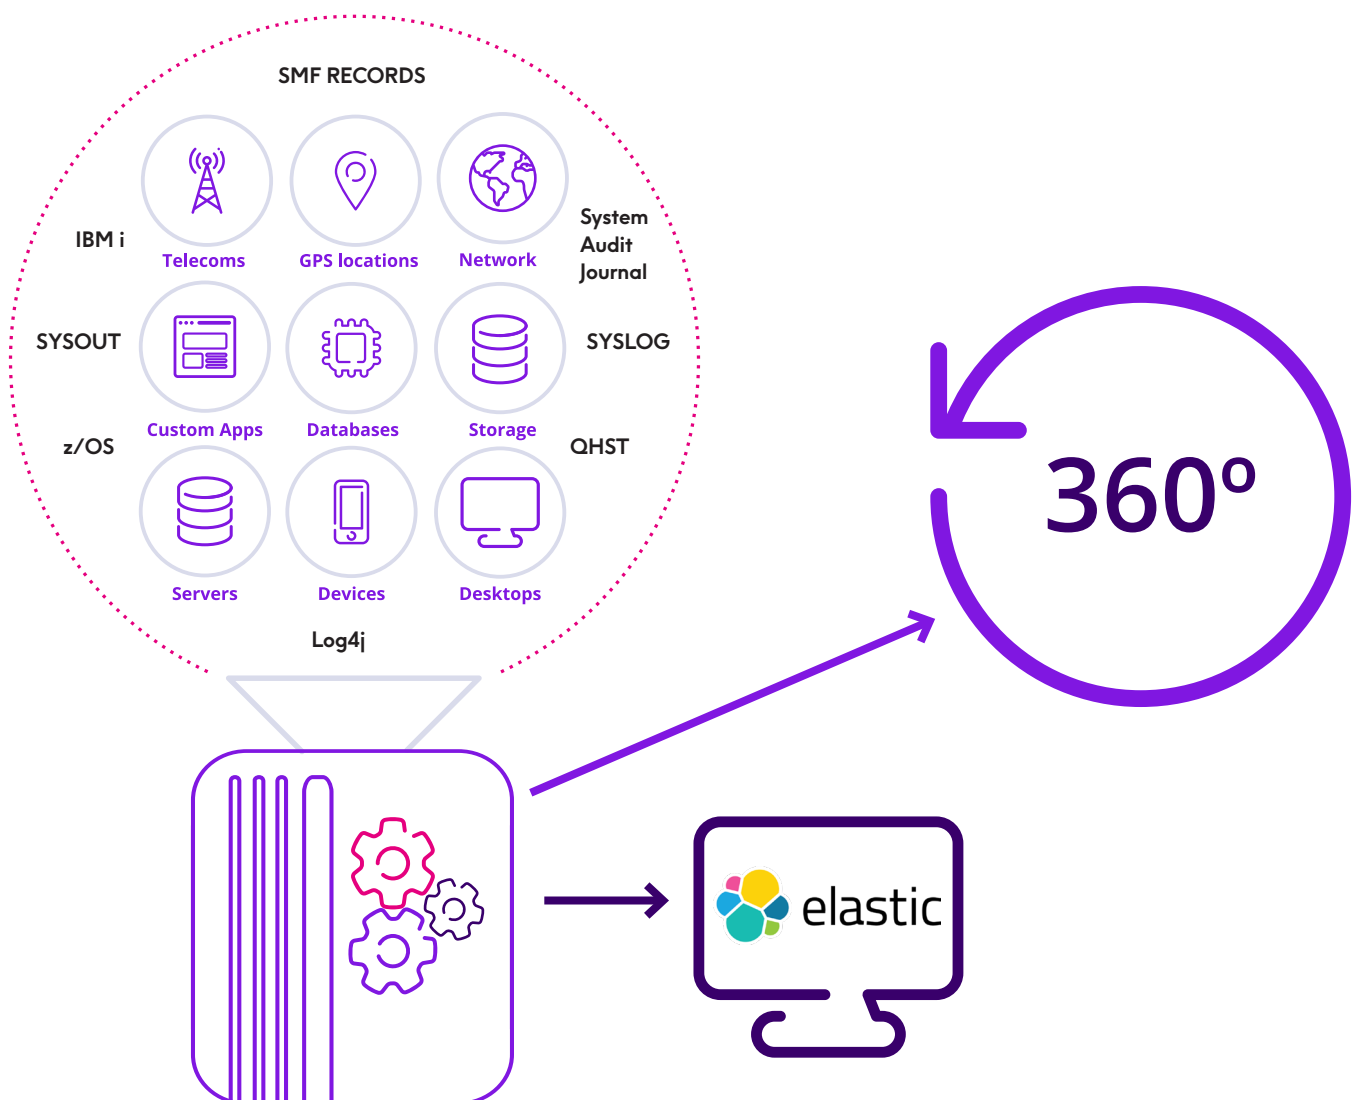 SMF RECORDS
IBM i
Telecoms
GPS locations
Network
System
Audit
Journal
SYSOUT
SYSLOG
Custom Apps
Databases
Storage
z/OS
QHST
Servers
Devices
Desktops
Log4j
360º
elastic